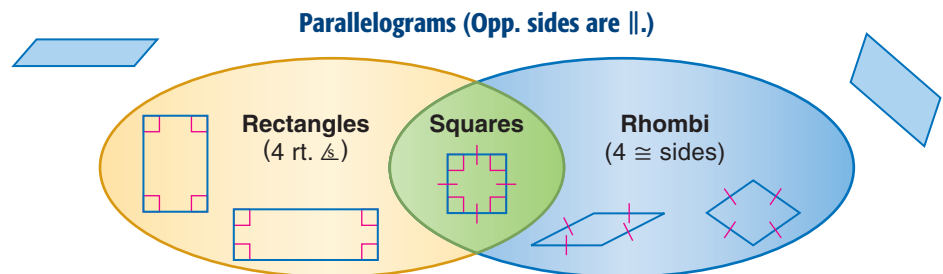 Parallelograms (Opp. sides are ∥.)
Rectangles
(4 rt. ∡s)
Squares
Rhombi
(4 ≅ sides)